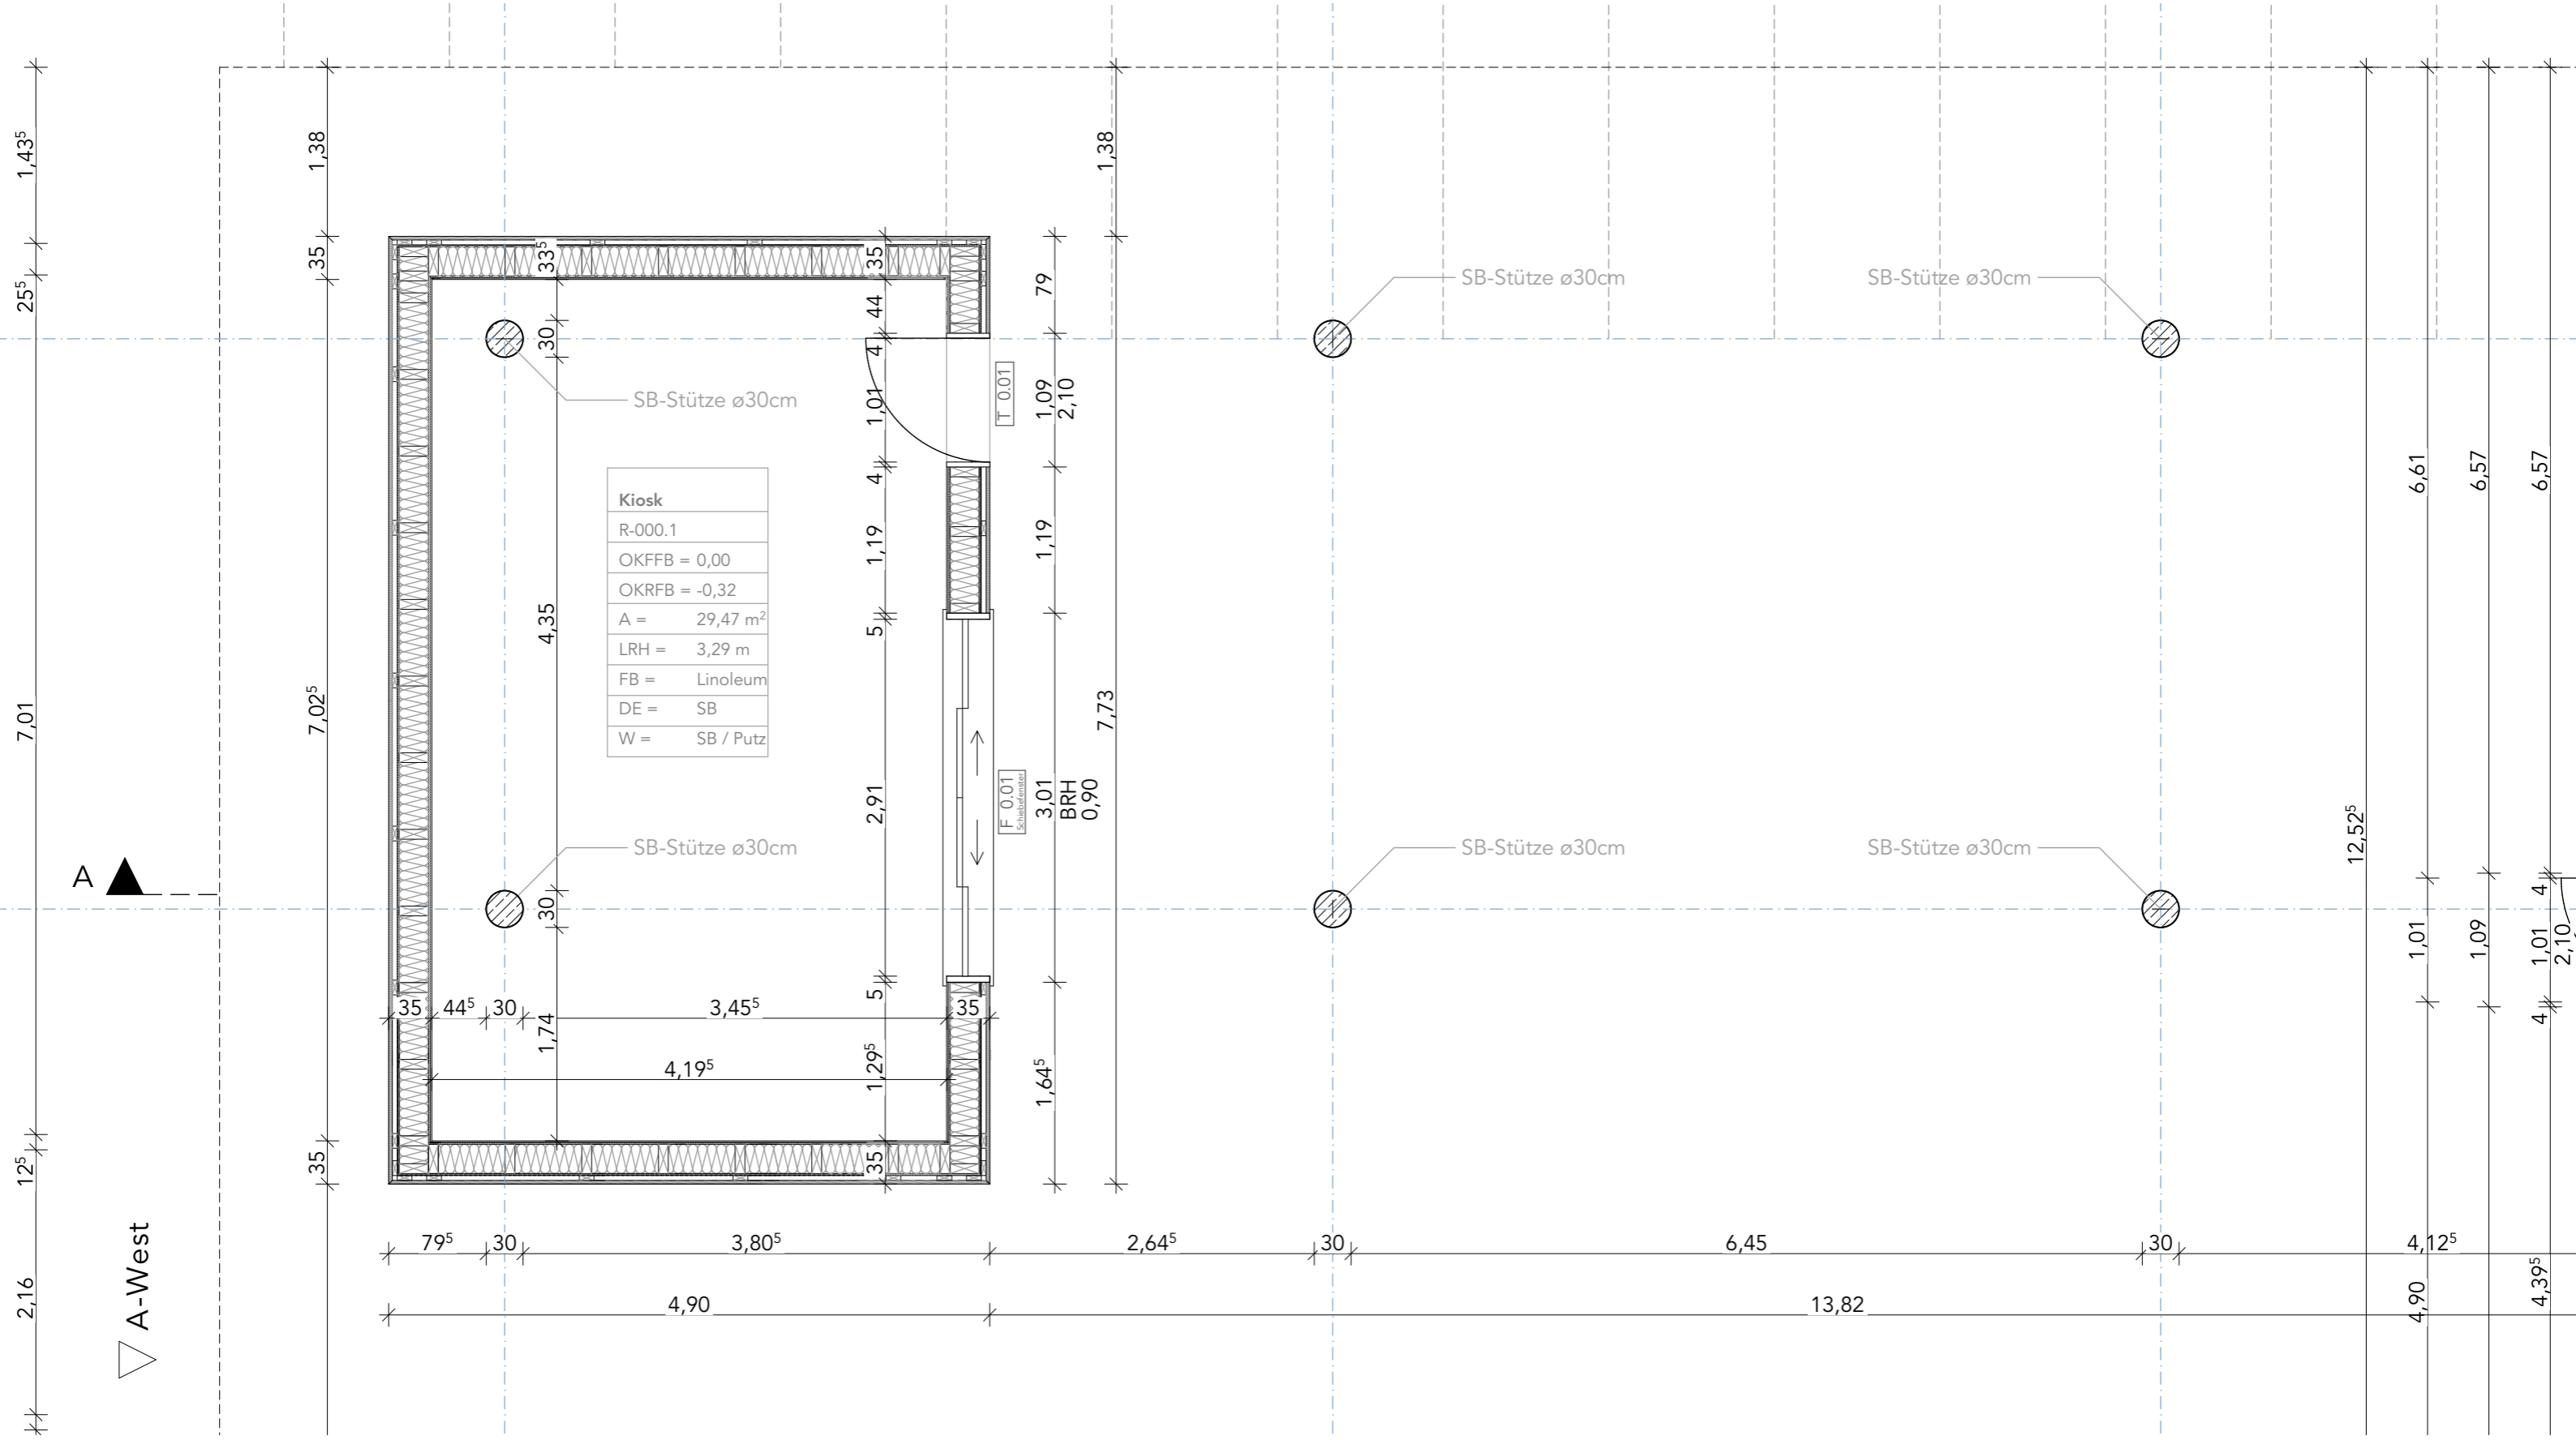 1,43⁵
25⁵
7,01
12⁵
2,16
1,38
35
7,02⁵
35
A
A-West
33⁵
30
4,35
30
1,74
SB-Stütze ø30cm
Kiosk
R-000.1
OKFFB = 0,00
OKRFB = -0,32
A = 29,47 m²
LRH = 3,29 m
FB = Linoleum
DE = SB
W = SB / Putz
SB-Stütze ø30cm
35
44
4
1,01
4
1,19
5
2,91
5
1,29⁵
35
35
44⁵
30
3,45⁵
35
4,19⁵
T 0.01
F 0.01
Schiebefenster
79
1,09
2,10
1,19
3,01
BRH
0,90
1,64⁵
1,38
7,73
SB-Stütze ø30cm
SB-Stütze ø30cm
SB-Stütze ø30cm
SB-Stütze ø30cm
79⁵
30
3,80⁵
2,64⁵
30
6,45
30
4,12⁵
4,90
13,82
12,52⁵
6,61
1,01
4,90
6,57
1,09
6,57
4
1,01
2,10
4
4,39⁵